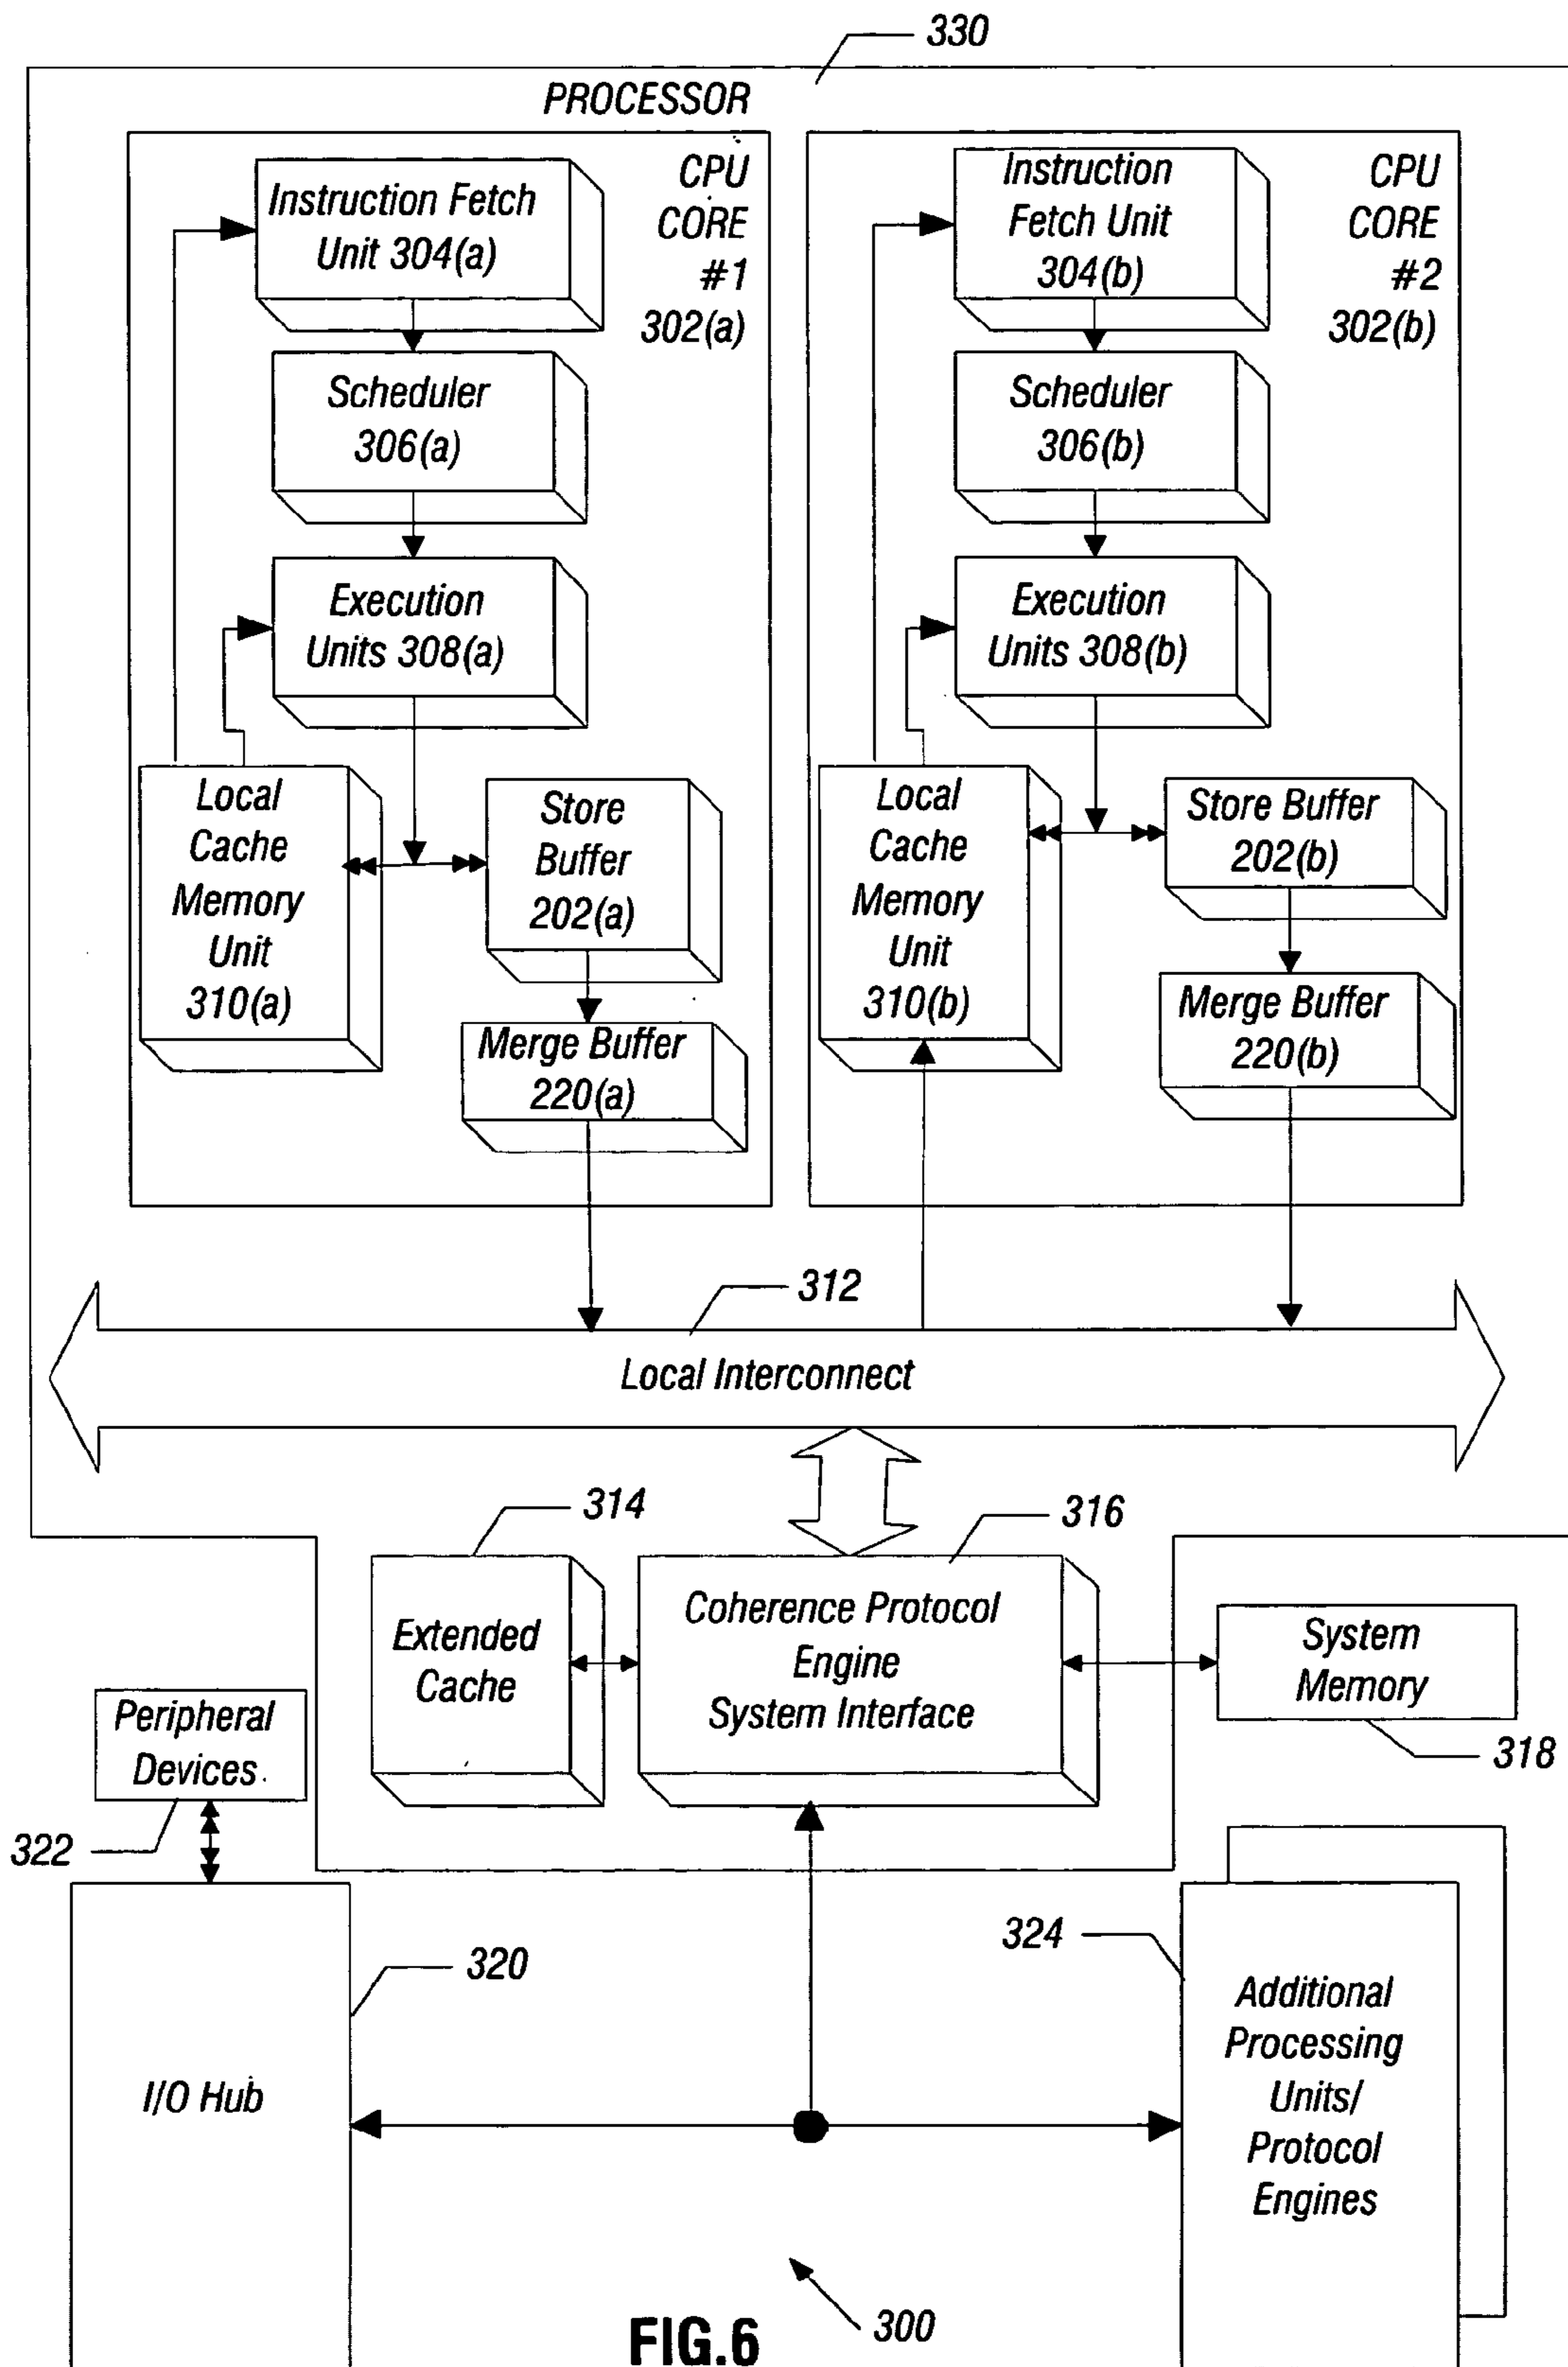 330
PROCESSOR
Instruction Fetch
Unit 304(a)
CPU
CORE
#1
302(a)
Scheduler
306(a)
Execution
Units 308(a)
Local
Cache
Memory
Unit
310(a)
Store
Buffer
202(a)
Merge Buffer
220(a)
Instruction
Fetch Unit
304(b)
CPU
CORE
#2
302(b)
Scheduler
306(b)
Execution
Units 308(b)
Local
Cache
Memory
Unit
310(b)
Store Buffer
202(b)
Merge Buffer
220(b)
312
Local Interconnect
314
316
Extended
Cache
Coherence Protocol
Engine
System Interface
System
Memory
318
Peripheral
Devices
322
320
I/O Hub
324
Additional
Processing
Units/
Protocol
Engines
300
FIG.6